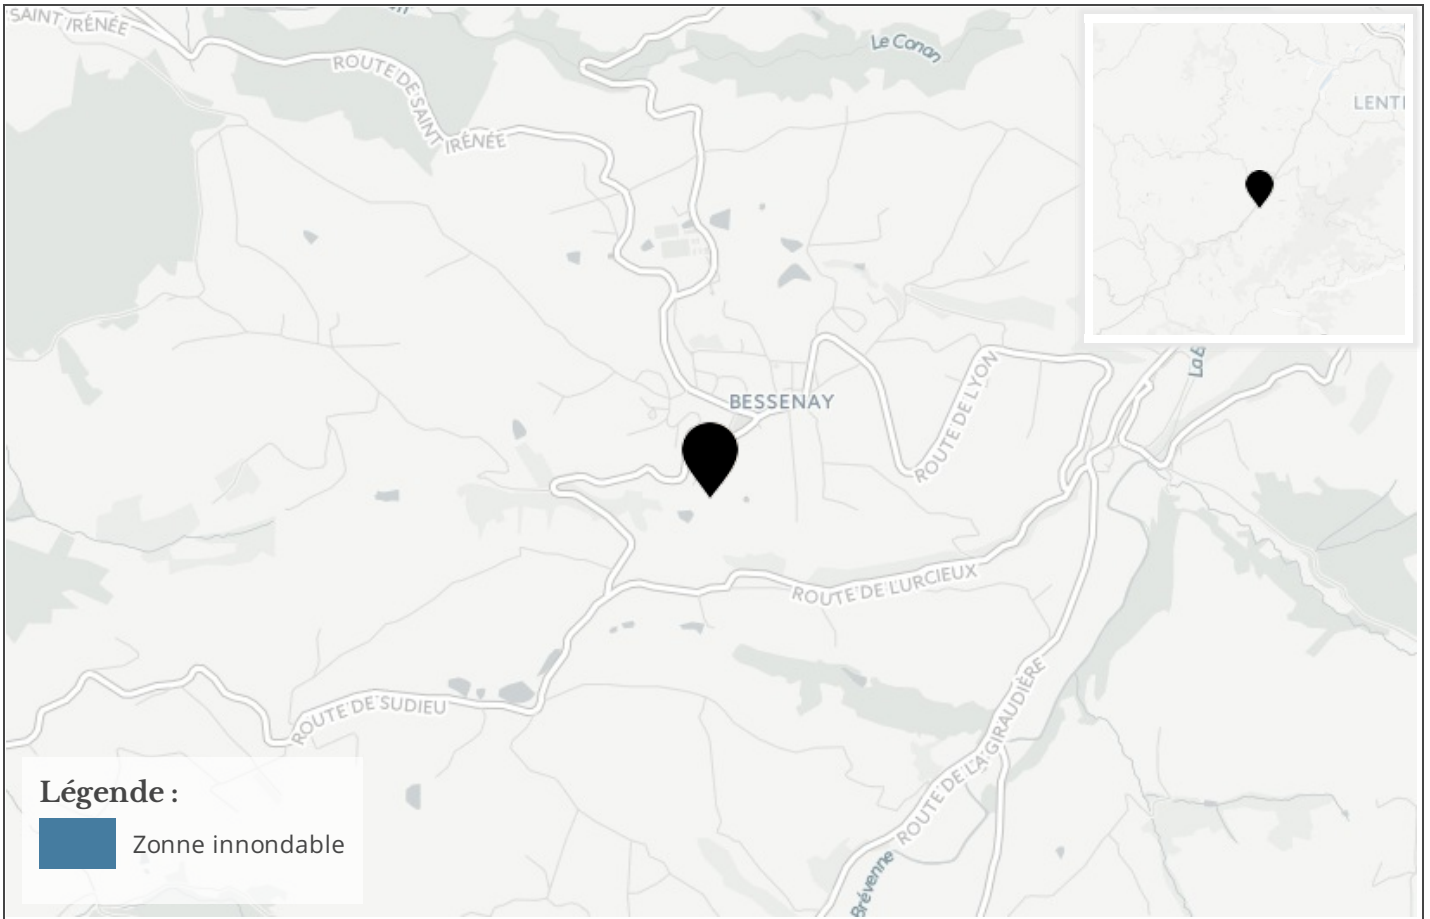 SAINT IRÉNÉE
ROUTE DE SAINT IRÉNÉE
Le Conan
LENTI
BESSENAY
ROUTE DE LYON
ROUTE DE LURCIEUX
ROUTE DE SUDIEU
ROUTE DE LA GIRAUDIÈRE
Brévenne
Légende :
Zonne innondable